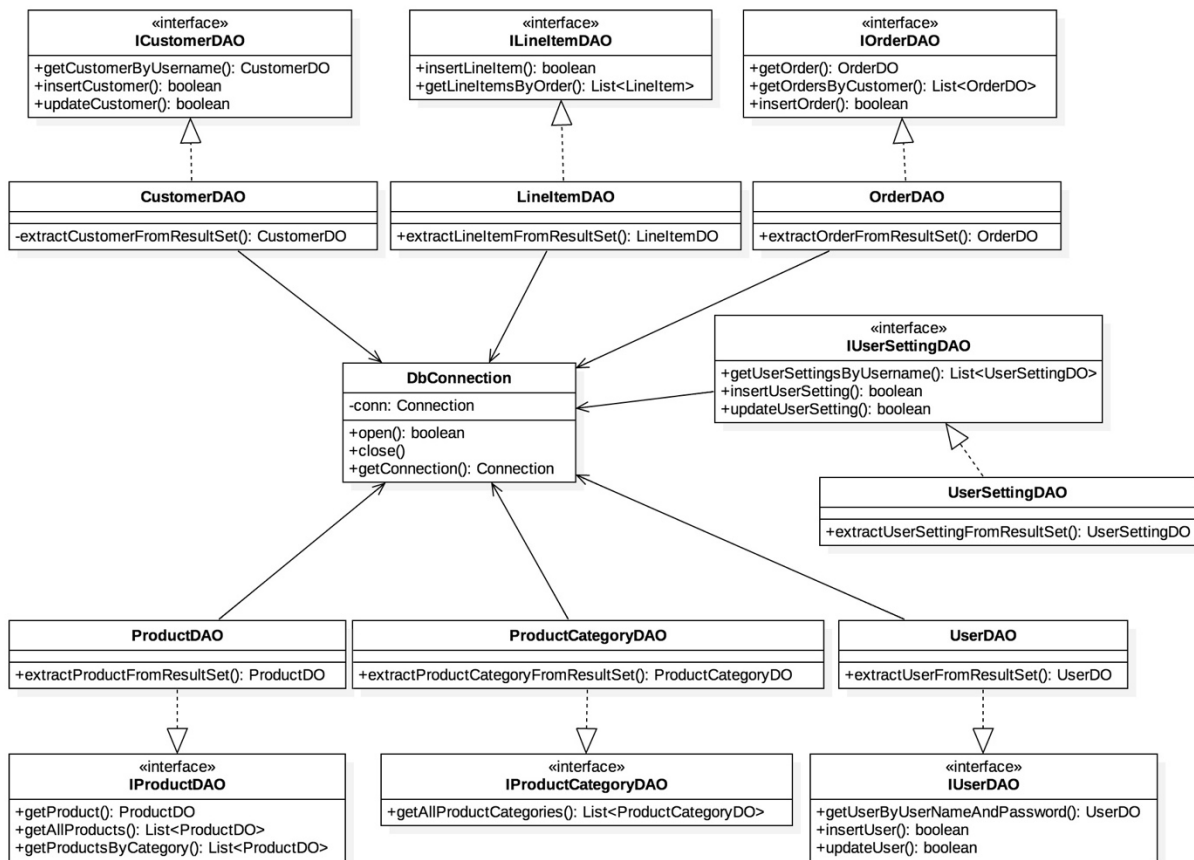 «interface»
ICustomerDAO
+getCustomerByUsername(): CustomerDO
+insertCustomer(): boolean
+updateCustomer(): boolean
«interface»
ILineItemDAO
+insertLineItem(): boolean
+getLineItemsByOrder(): List<LineItem>
«interface»
IOrderDAO
+getOrder(): OrderDO
+getOrdersByCustomer(): List<OrderDO>
+insertOrder(): boolean
CustomerDAO
-extractCustomerFromResultSet(): CustomerDO
LineItemDAO
+extractLineItemFromResultSet(): LineItemDO
OrderDAO
+extractOrderFromResultSet(): OrderDO
«interface»
IUserSettingDAO
+getUserSettingsByUsername(): List<UserSettingDO>
+insertUserSetting(): boolean
+updateUserSetting(): boolean
DbConnection
-conn: Connection
+open(): boolean
+close()
+getConnection(): Connection
UserSettingDAO
+extractUserSettingFromResultSet(): UserSettingDO
ProductDAO
+extractProductFromResultSet(): ProductDO
ProductCategoryDAO
+extractProductCategoryFromResultSet(): ProductCategoryDO
UserDAO
+extractUserFromResultSet(): UserDO
«interface»
IProductDAO
+getProduct(): ProductDO
+getAllProducts(): List<ProductDO>
+getProductsByCategory(): List<ProductDO>
«interface»
IProductCategoryDAO
+getAllProductCategories(): List<ProductCategoryDO>
«interface»
IUserDAO
+getUserByUserNameAndPassword(): UserDO
+insertUser(): boolean
+updateUser(): boolean